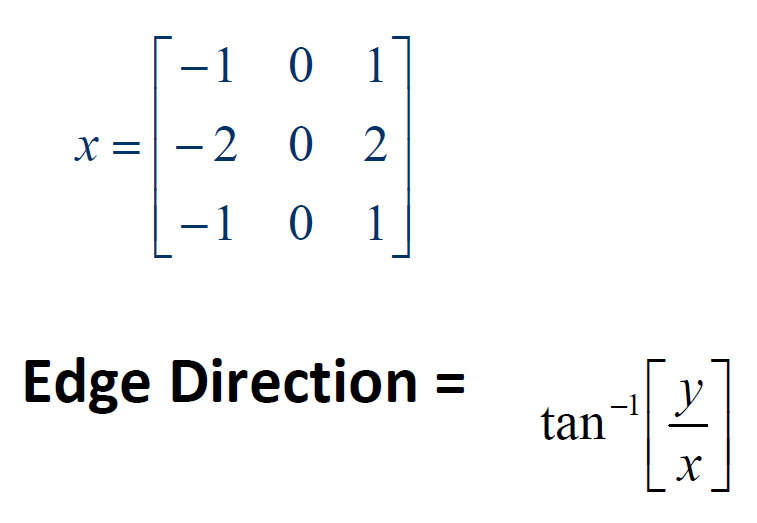 −1 0 1
x = −2 0 2
−1 0 1
Edge Direction = tan⁻¹[y/x]